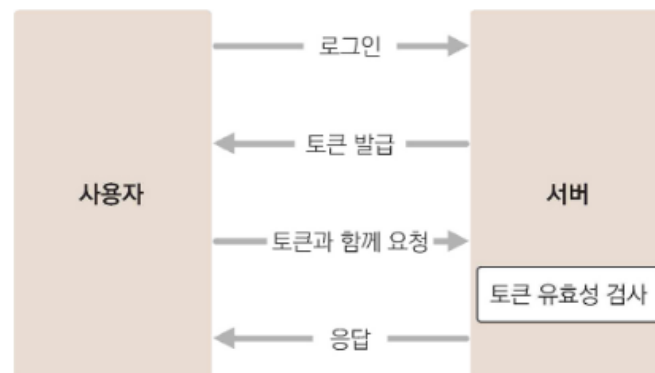 로그인
토큰 발급
사용자
서버
토큰과 함께 요청
토큰 유효성 검사
응답